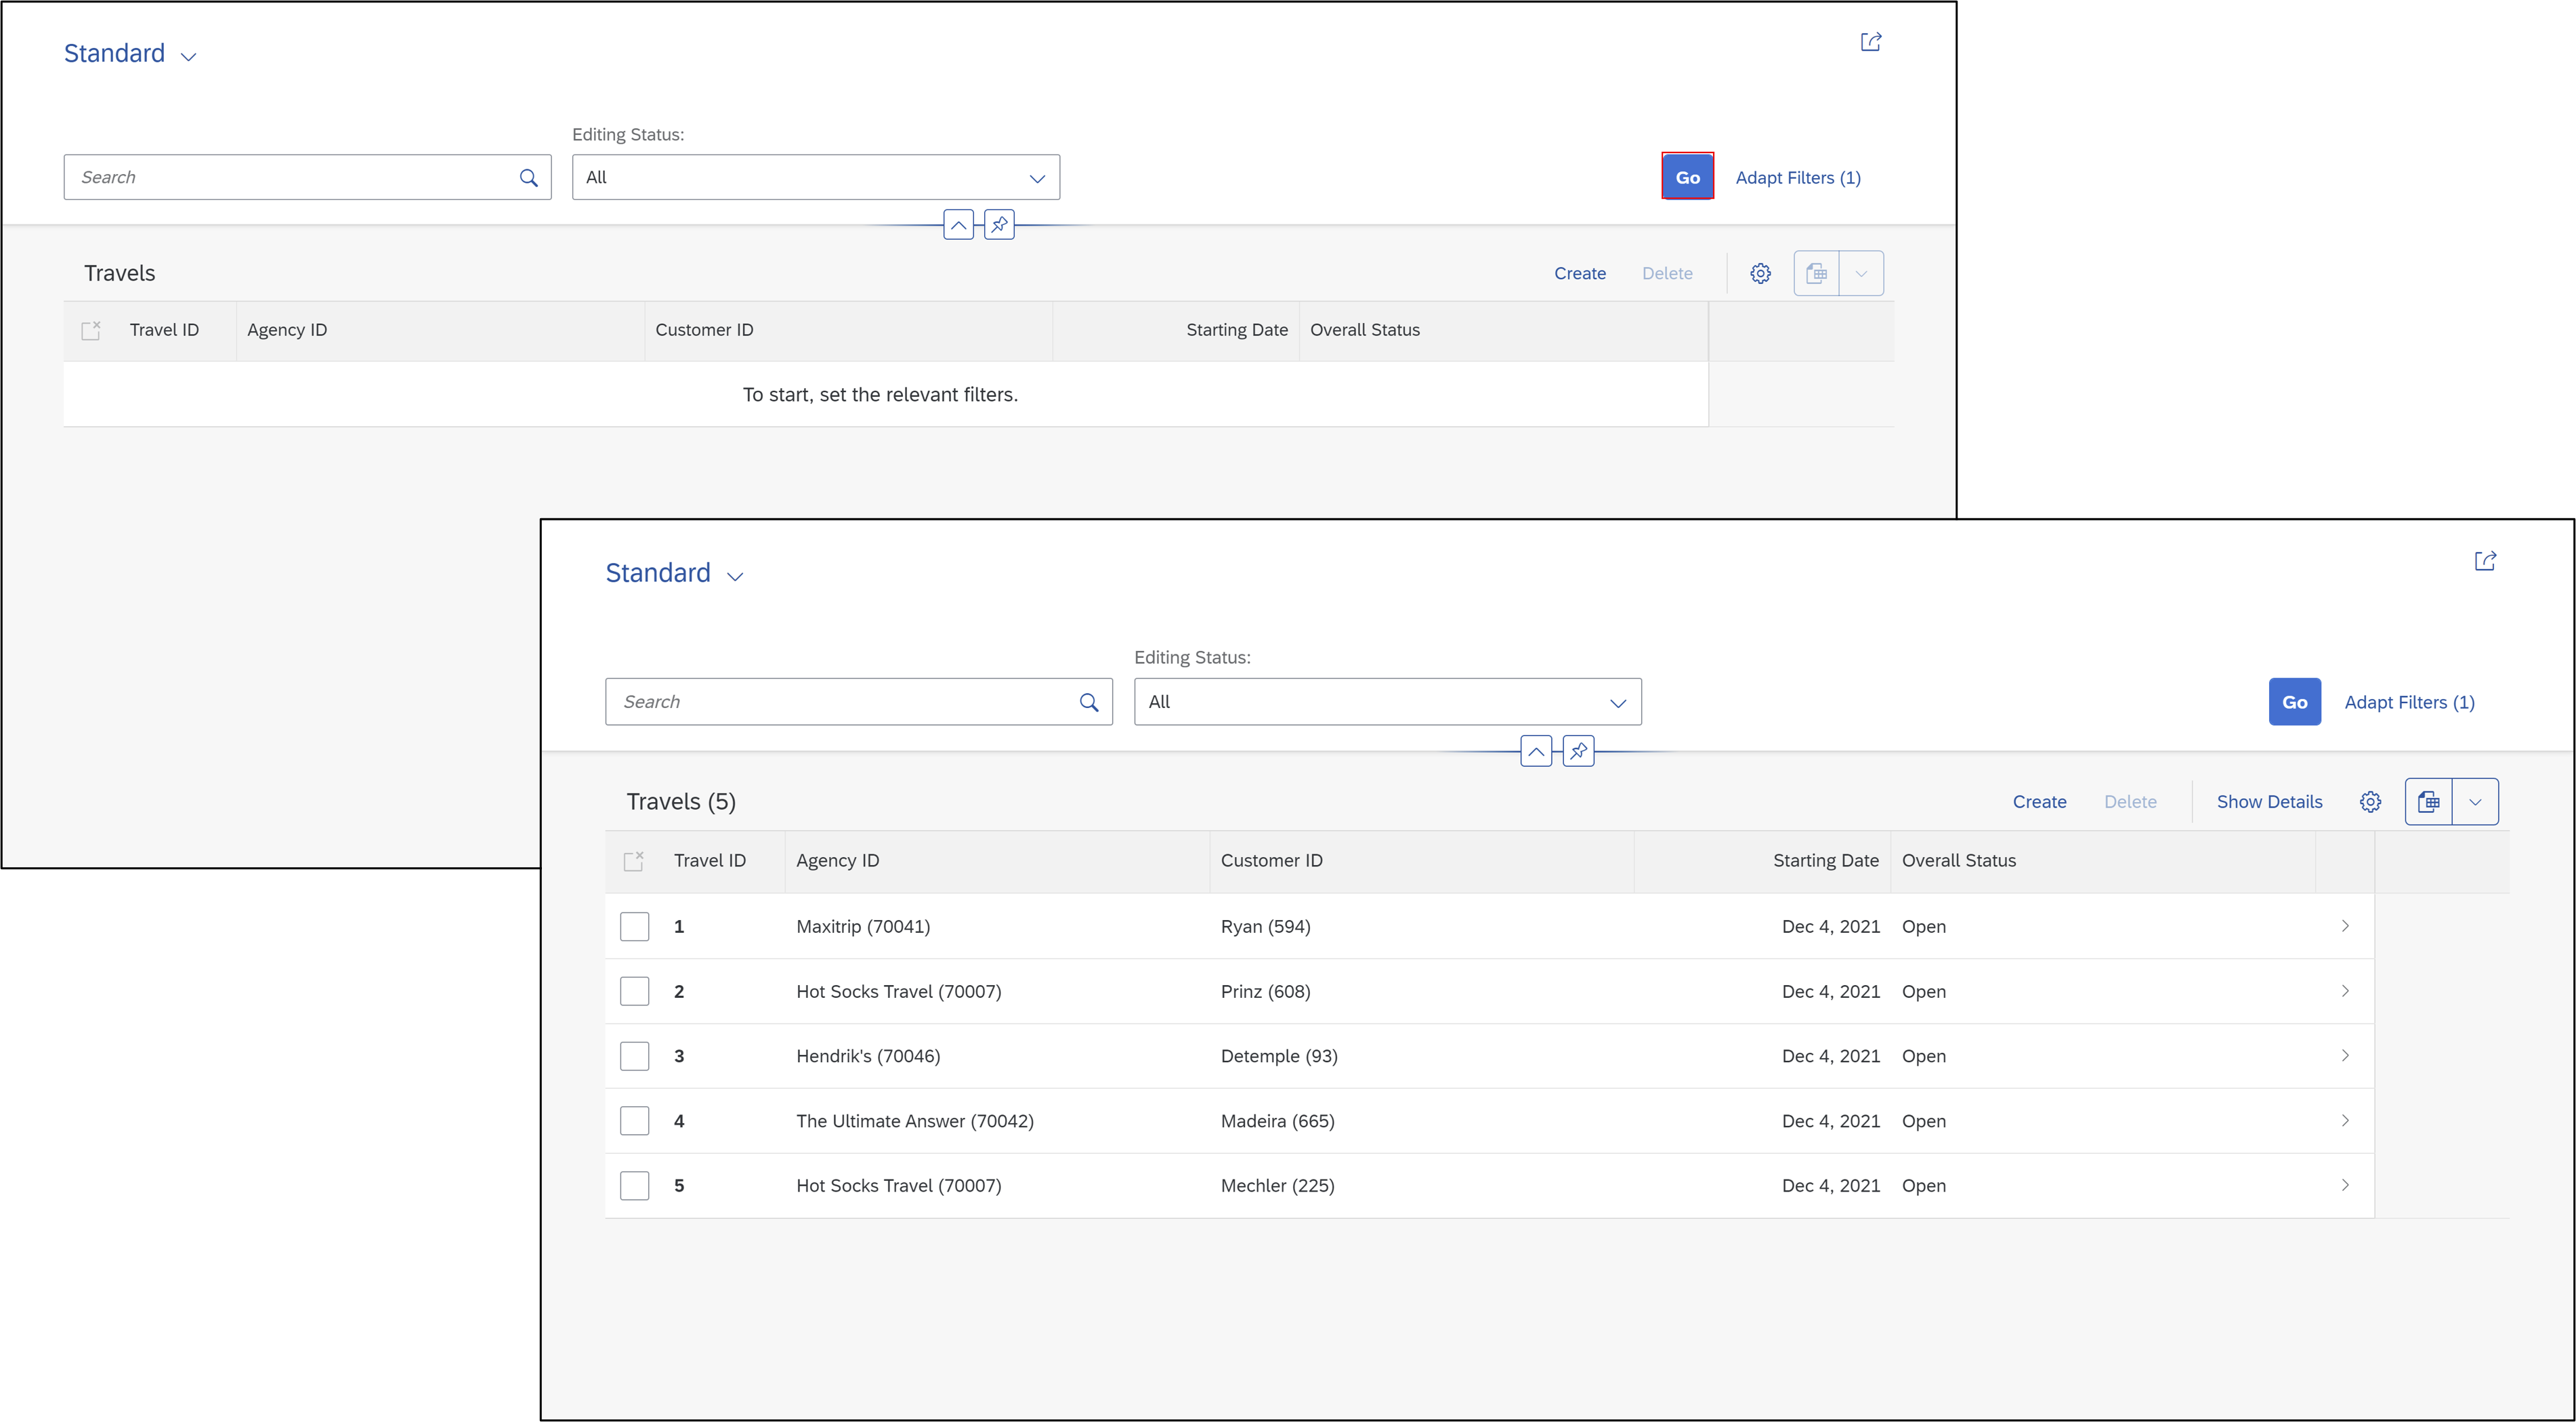 Standard
Editing Status:
Search
All
Go
Adapt Filters (1)
Travels
Create
Delete
Travel ID
Agency ID
Customer ID
Starting Date
Overall Status
To start, set the relevant filters.
Standard
Editing Status:
Search
All
Go
Adapt Filters (1)
Travels (5)
Create
Delete
Show Details
Travel ID
Agency ID
Customer ID
Starting Date
Overall Status
1 Maxitrip (70041) Ryan (594) Dec 4, 2021 Open
2 Hot Socks Travel (70007) Prinz (608) Dec 4, 2021 Open
3 Hendrik's (70046) Detemple (93) Dec 4, 2021 Open
4 The Ultimate Answer (70042) Madeira (665) Dec 4, 2021 Open
5 Hot Socks Travel (70007) Mechler (225) Dec 4, 2021 Open